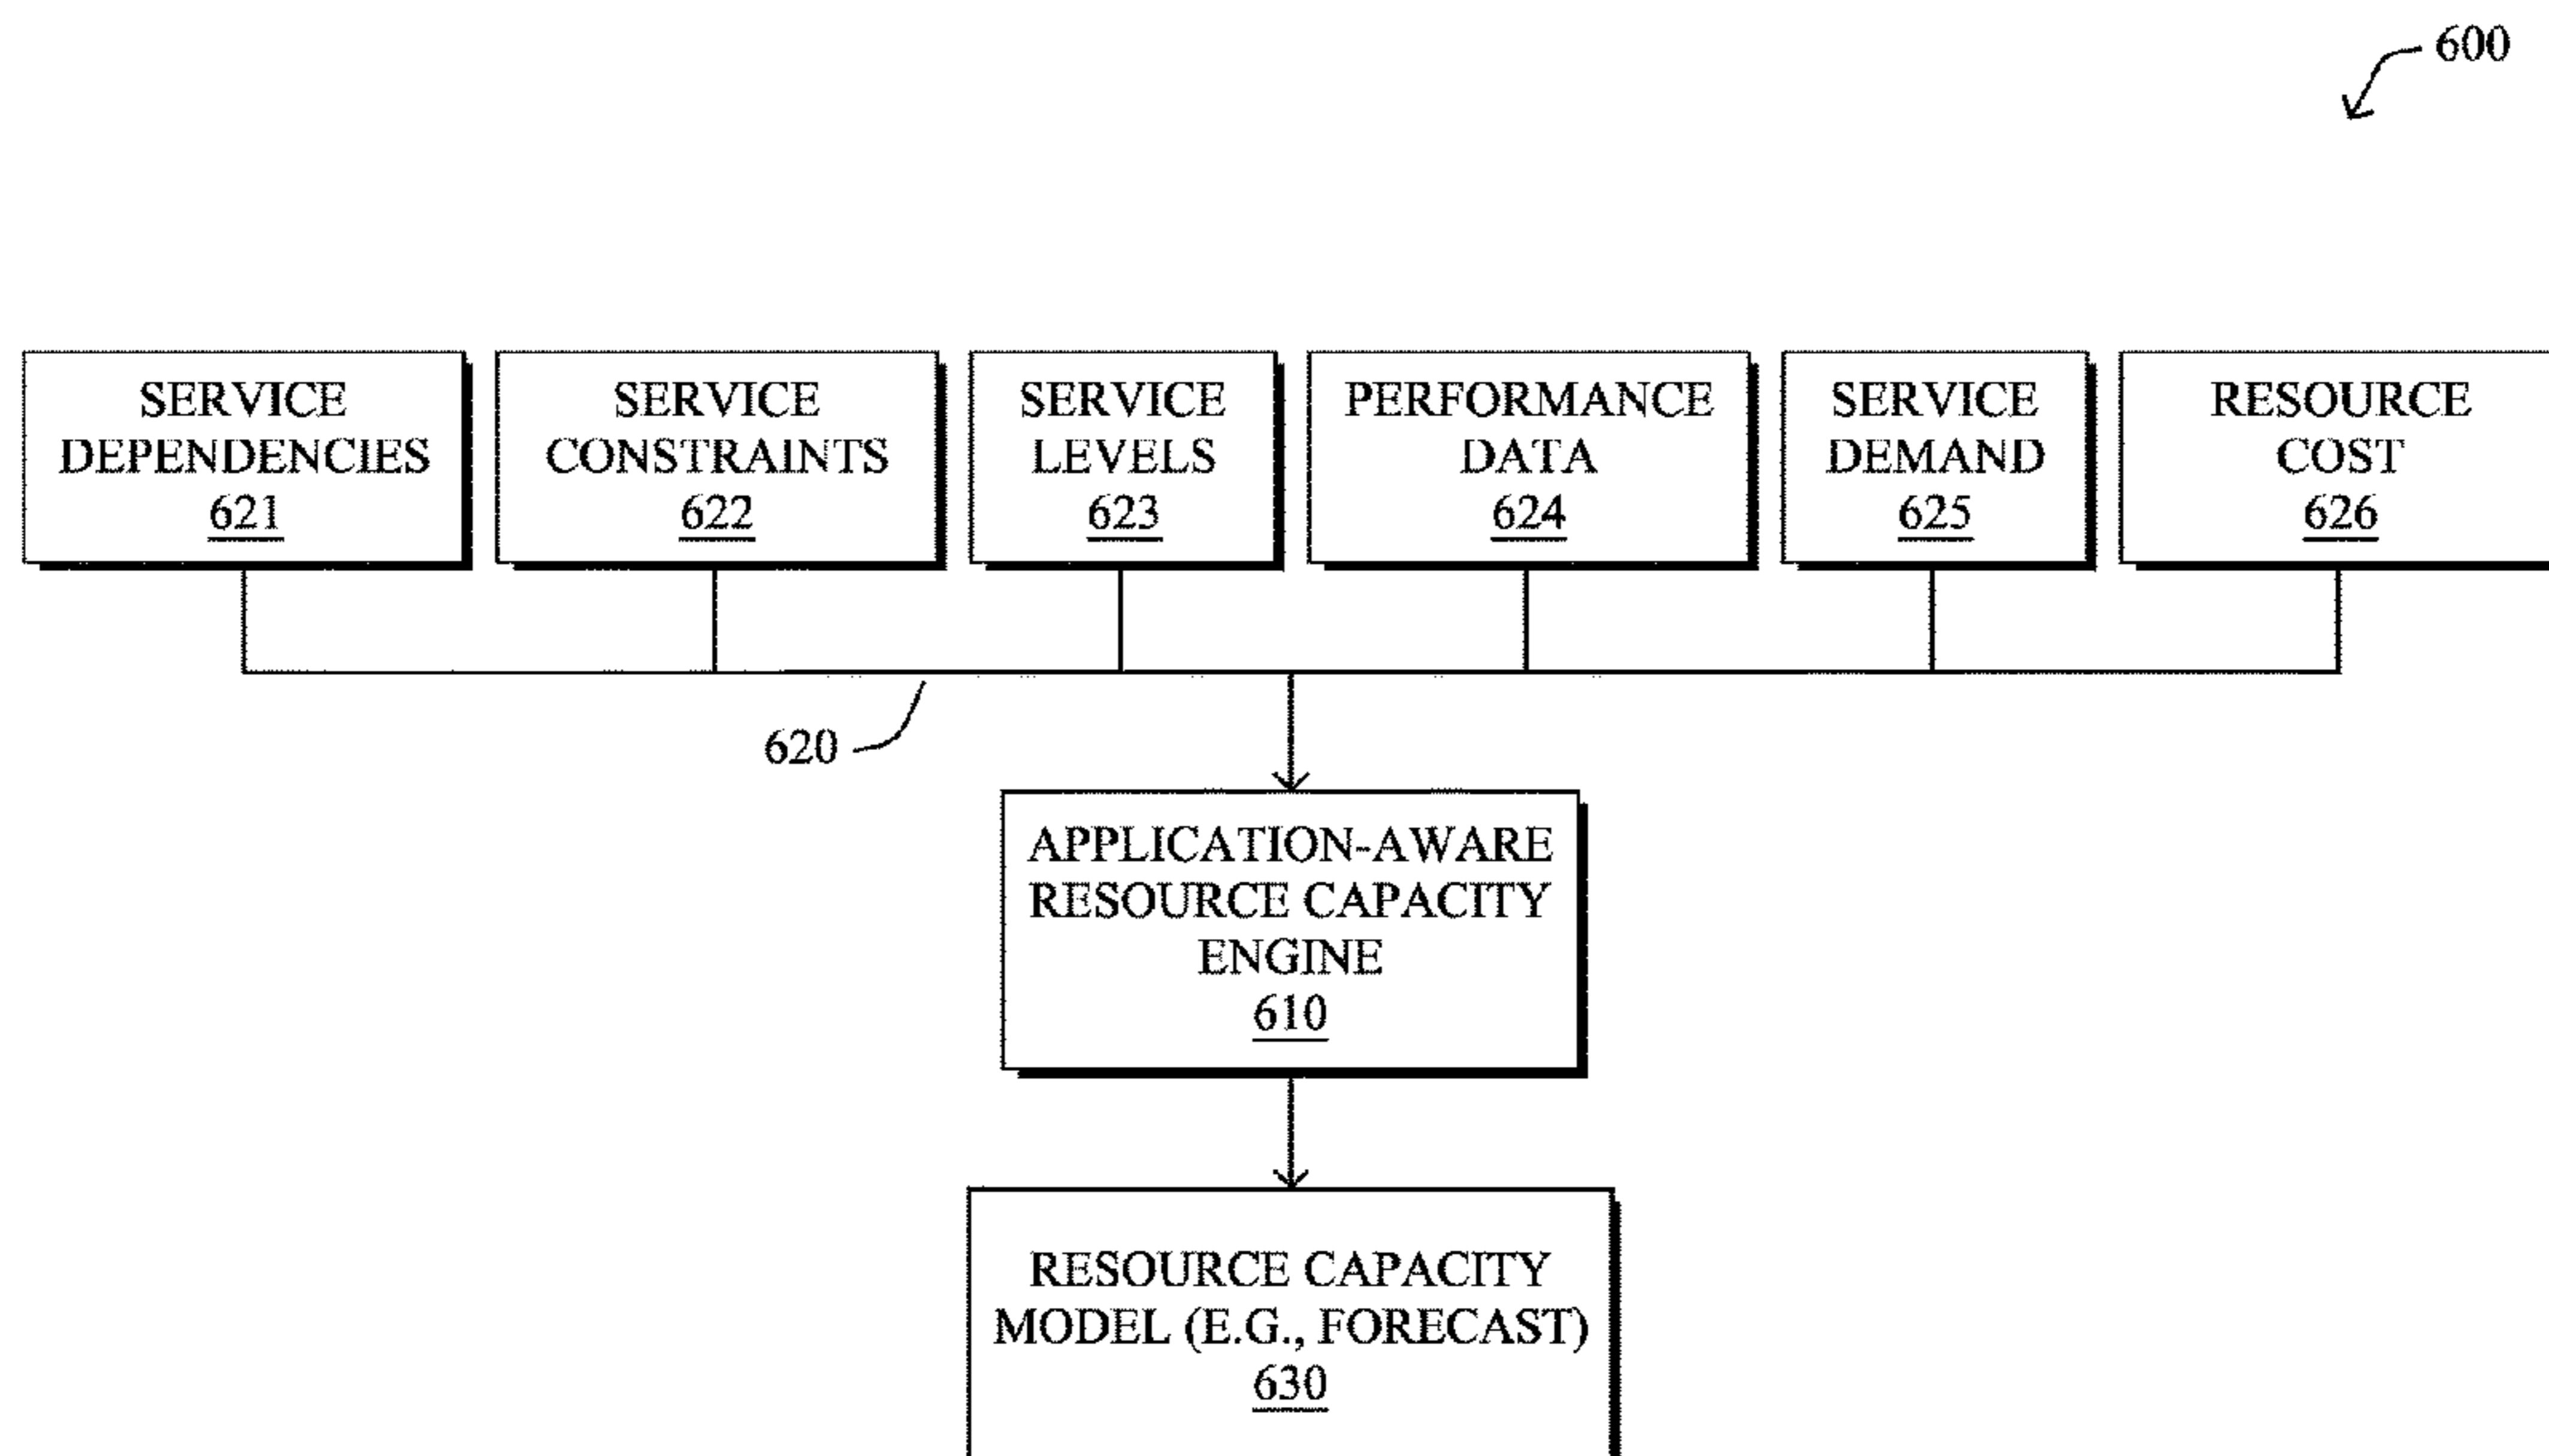 600
SERVICE
DEPENDENCIES
621
SERVICE
CONSTRAINTS
622
SERVICE
LEVELS
623
PERFORMANCE
DATA
624
SERVICE
DEMAND
625
RESOURCE
COST
626
620
APPLICATION-AWARE
RESOURCE CAPACITY
ENGINE
610
RESOURCE CAPACITY
MODEL (E.G., FORECAST)
630